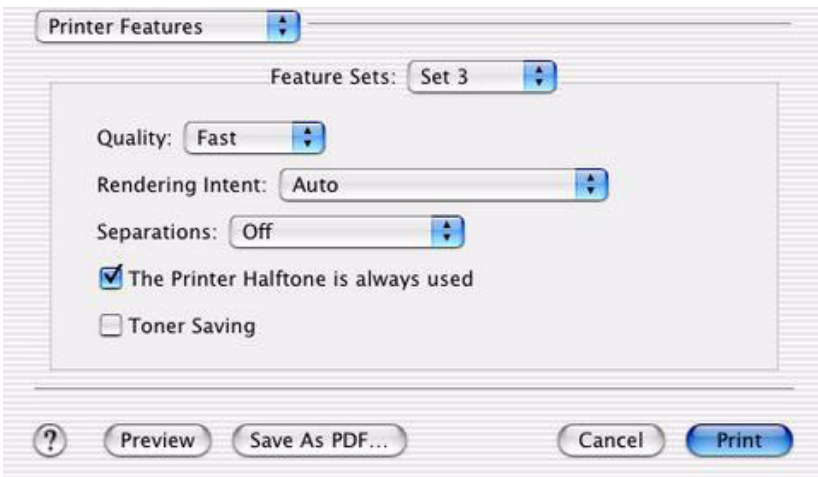 Printer Features
Feature Sets: Set 3
Quality: Fast
Rendering Intent: Auto
Separations: Off
The Printer Halftone is always used
Toner Saving
? Preview Save As PDF... Cancel Print